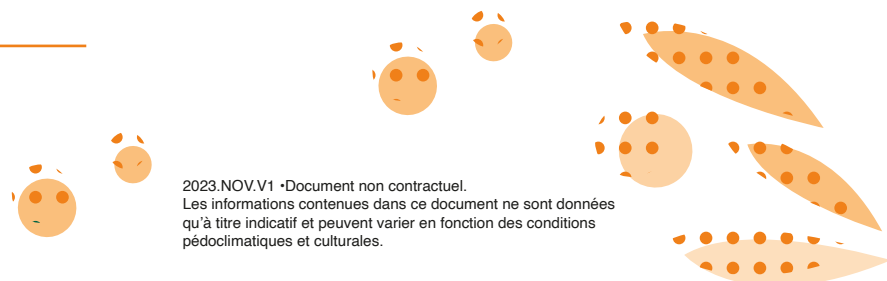 2023.NOV.V1 •Document non contractuel.
Les informations contenues dans ce document ne sont données
qu'à titre indicatif et peuvent varier en fonction des conditions
pédoclimatiques et culturales.